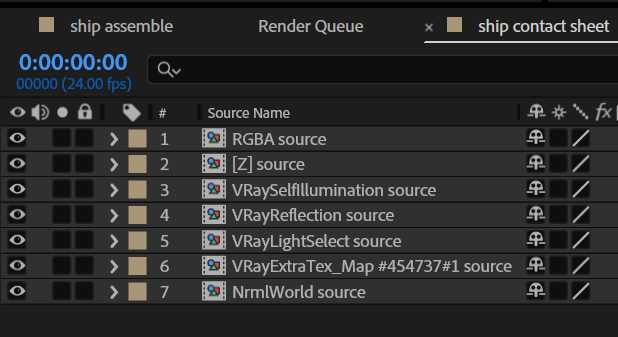 ship assemble Render Queue × ship contact sheet
0:00:00:00
00000 (24.00 fps)
# Source Name fx
1 RGBA source
2 [Z] source
3 VRaySelfIllumination source
4 VRayReflection source
5 VRayLightSelect source
6 VRayExtraTex_Map #454737#1 source
7 NrmlWorld source